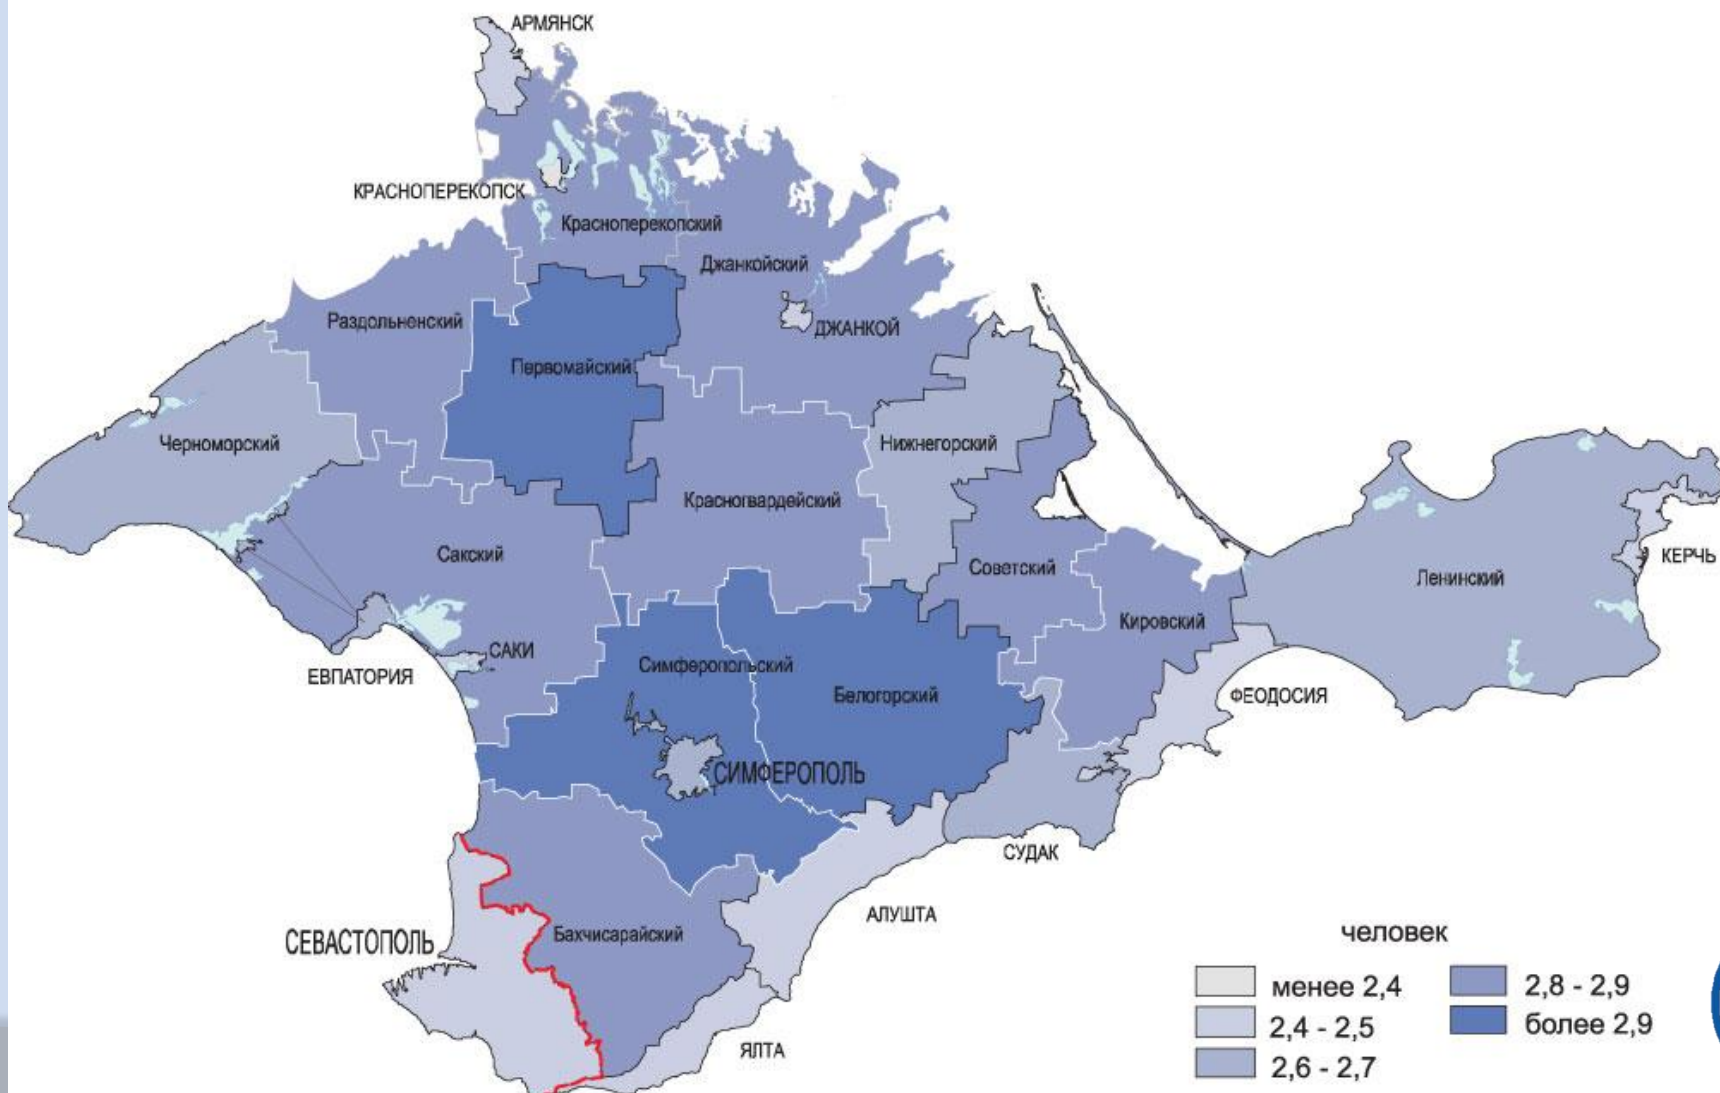 АРМЯНСК
КРАСНОПЕРЕКОПСК
Красноперекопский
Джанкойский
Раздольненский
ДЖАНКОЙ
Первомайский
Черноморский
Нижнегорский
Красногвардейский
Сакский
Советский
Ленинский
КЕРЧЬ
Кировский
САКИ
ЕВПАТОРИЯ
Симферопольский
Белогорский
ФЕОДОСИЯ
СИМФЕРОПОЛЬ
СУДАК
АЛУШТА
Бахчисарайский
СЕВАСТОПОЛЬ
ЯЛТА
человек
менее 2,4
2,4 - 2,5
2,6 - 2,7
2,8 - 2,9
более 2,9